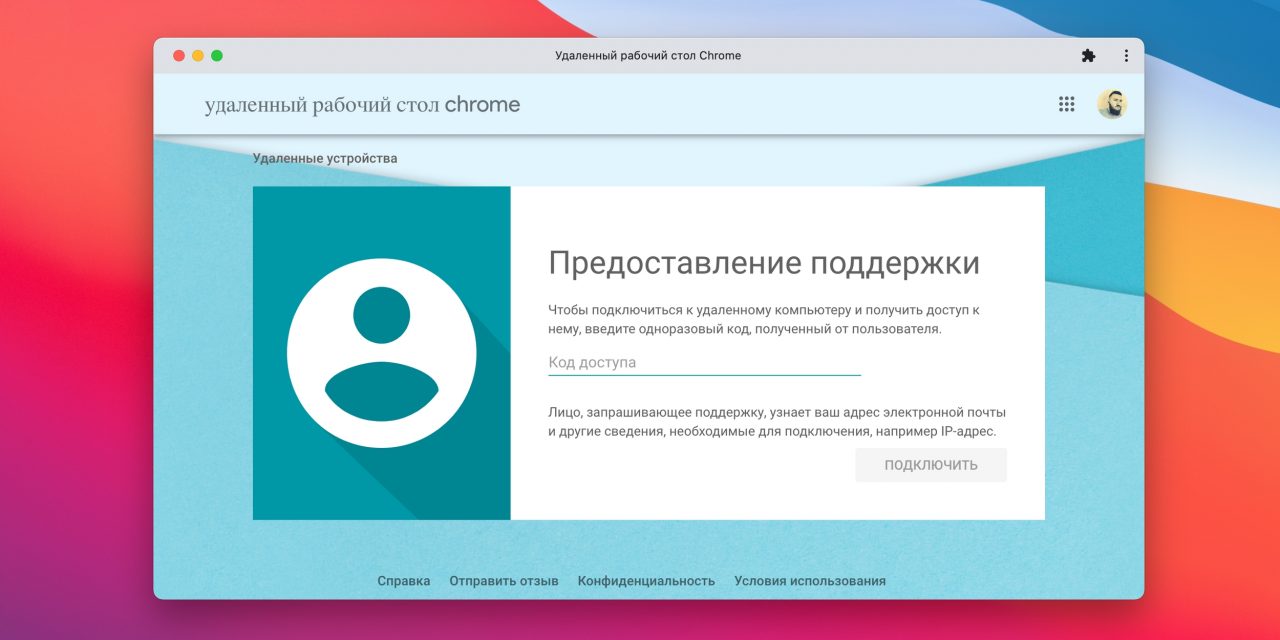 Удаленный рабочий стол Chrome
удаленный рабочий стол chrome
Удаленные устройства
Предоставление поддержки
Чтобы подключиться к удаленному компьютеру и получить доступ к
нему, введите одноразовый код, полученный от пользователя.
Код доступа
Лицо, запрашивающее поддержку, узнает ваш адрес электронной почты
и другие сведения, необходимые для подключения, например IP-адрес.
ПОДКЛЮЧИТЬ
Справка Отправить отзыв Конфиденциальность Условия использования